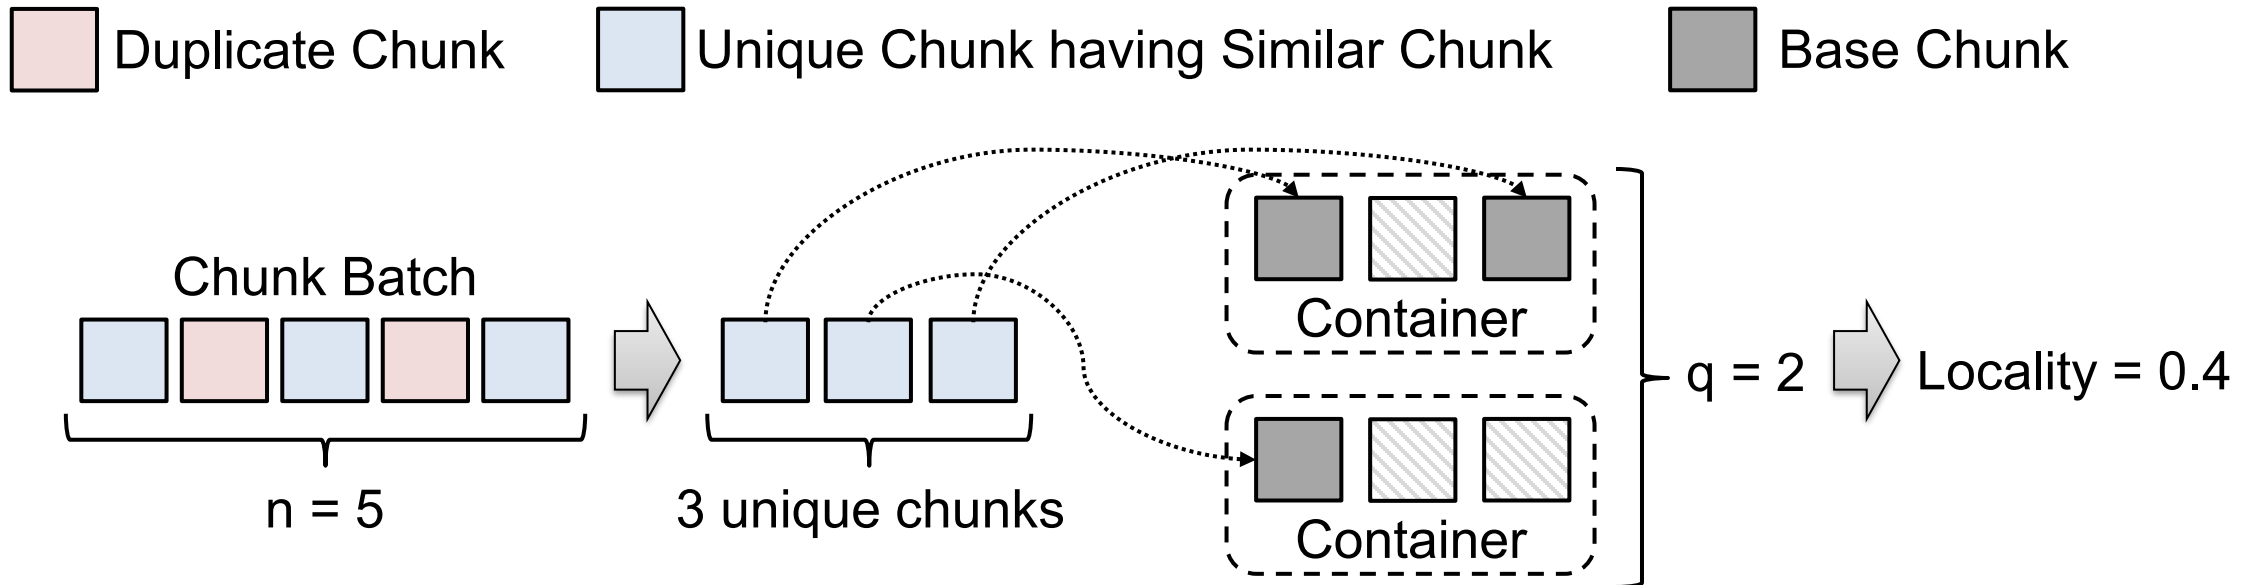 Duplicate Chunk
Unique Chunk having Similar Chunk
Base Chunk
Chunk Batch
n = 5
3 unique chunks
Container
Container
q = 2
Locality = 0.4